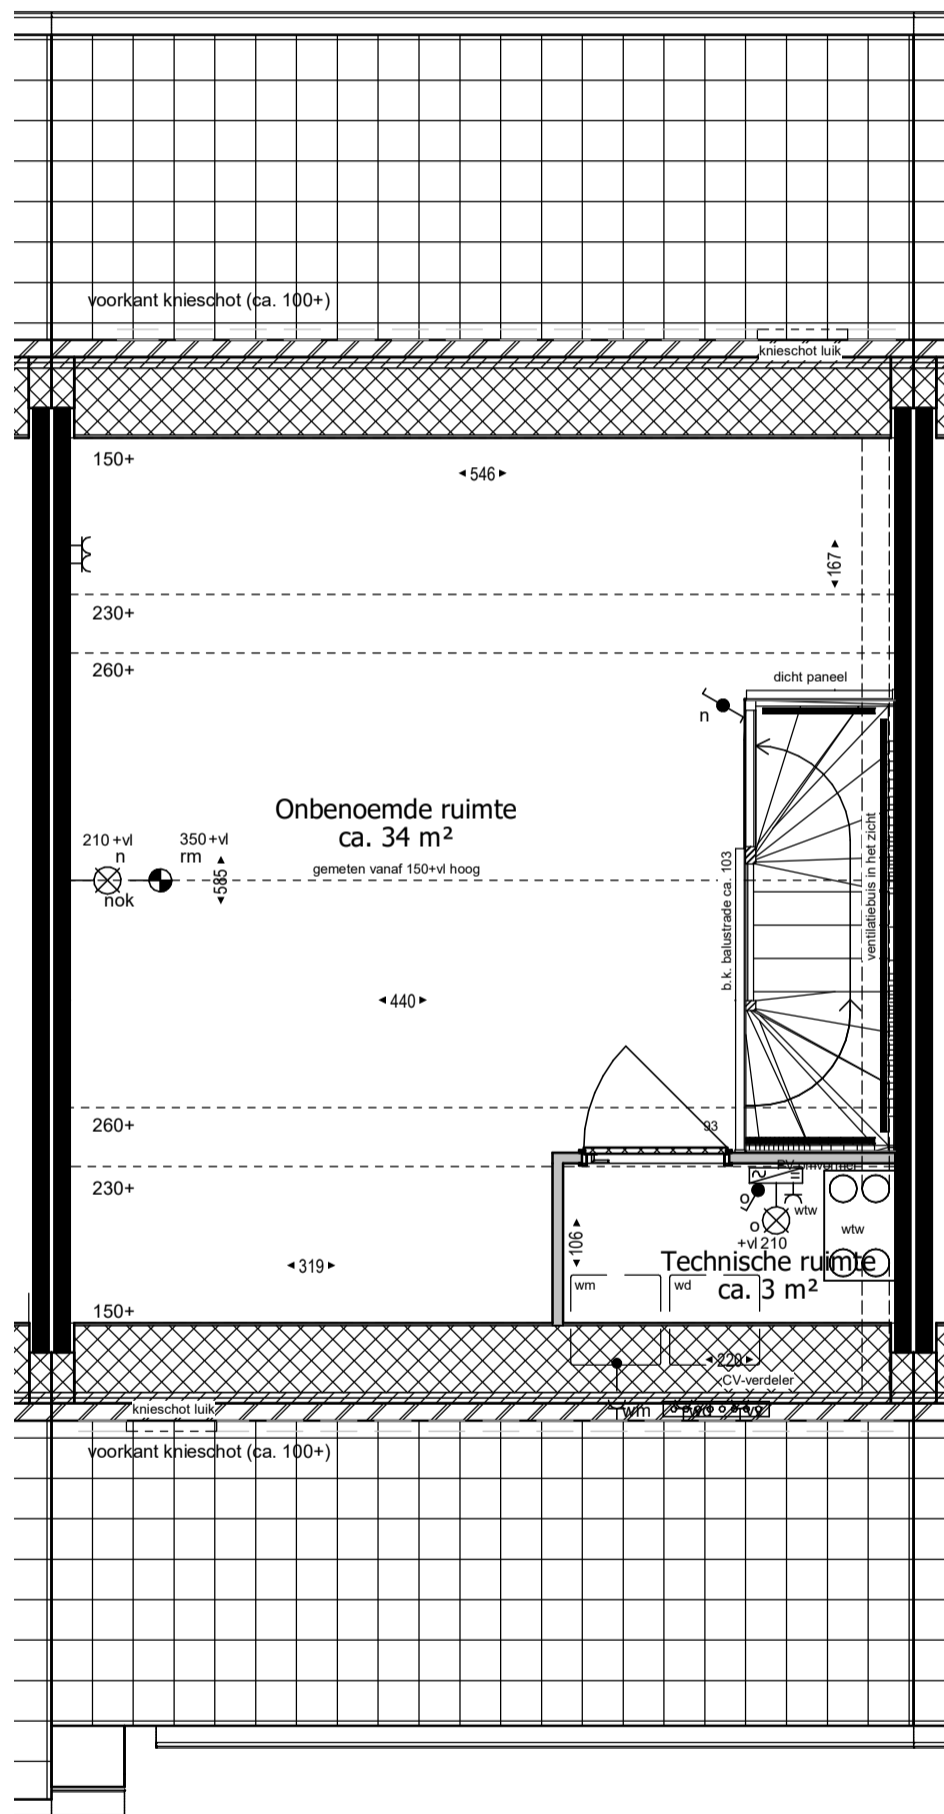 voorkant knieschot (ca. 100+)
knieschot luik
150+
546
167
230+
260+
dicht paneel
n
Onbenoemde ruimte
ca. 34 m²
gemeten vanaf 150+vl hoog
210 +vl
n
nok
350 +vl
rm
585
b.k. balustrade ca. 103
ventilatiebuis in het zicht
440
93
260+
230+
PV-omvormer
wtw
wtw
o
o
+vl 210
106
Technische ruimte
ca. 3 m²
319
wm
wd
150+
220
CV-verdeler
knieschot luik
wm
wd
voorkant knieschot (ca. 100+)